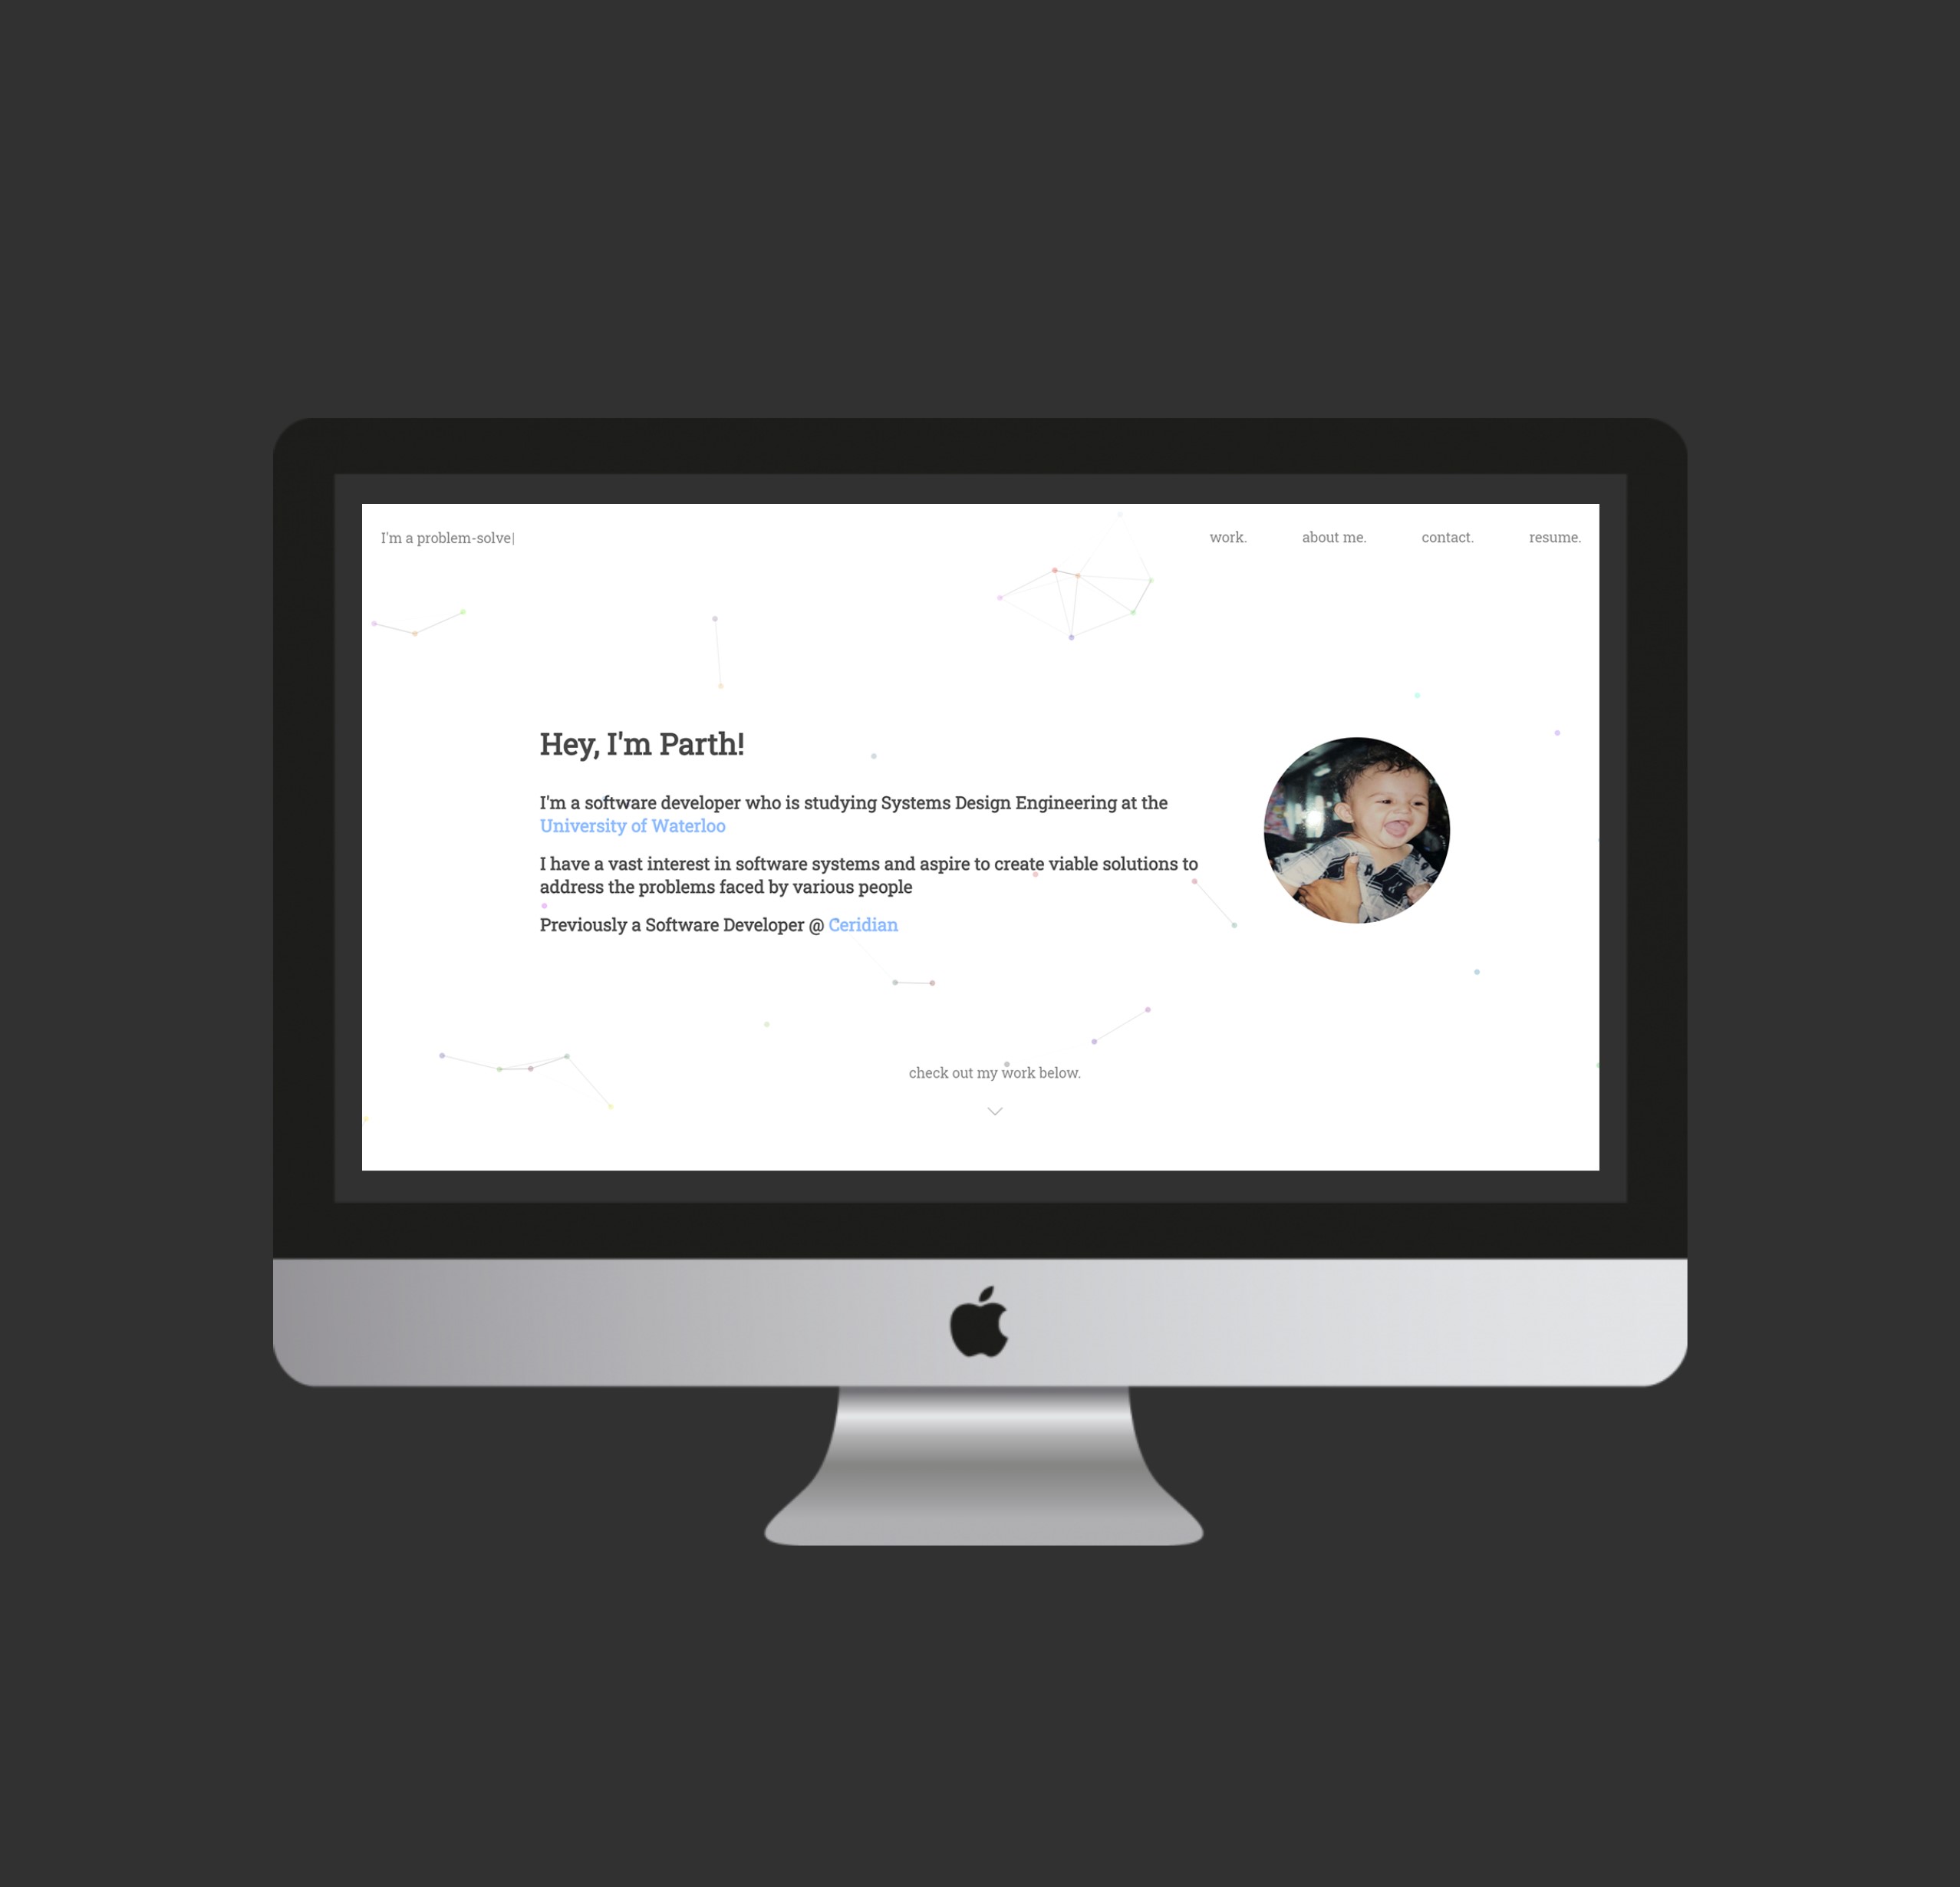 I'm a problem-solve|
work. about me. contact. resume.
Hey, I'm Parth!
I'm a software developer who is studying Systems Design Engineering at the
University of Waterloo
I have a vast interest in software systems and aspire to create viable solutions to
address the problems faced by various people
Previously a Software Developer @ Ceridian
check out my work below.